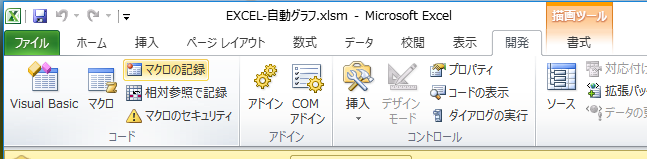 EXCEL-自動グラフ.xlsm - Microsoft Excel
描画ツール
ファイル ホーム 挿入 ページ レイアウト 数式 データ 校閲 表示 開発 書式
Visual Basic
マクロ
マクロの記録
相対参照で記録
マクロのセキュリティ
コード
アドイン
COM
アドイン
アドイン
挿入
デザイン
モード
プロパティ
コードの表示
ダイアログの実行
コントロール
ソース
対応付け
拡張パッ
データの更